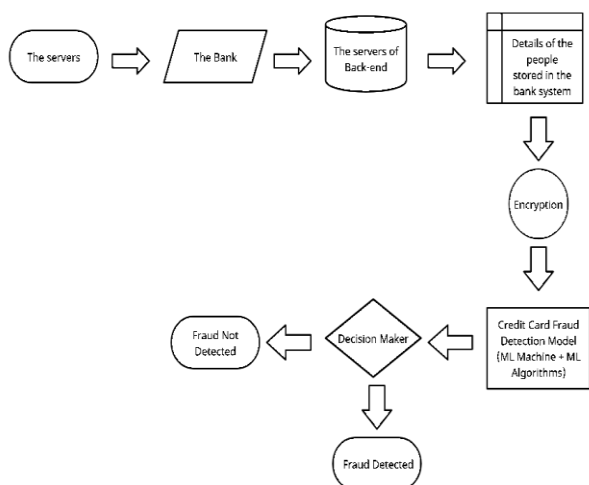 The servers
The Bank
The servers of
Back-end
Details of the
people
stored in the
bank system
Encryption
Credit Card Fraud
Detection Model
(ML Machine + ML
Algorithms)
Decision Maker
Fraud Not
Detected
Fraud Detected